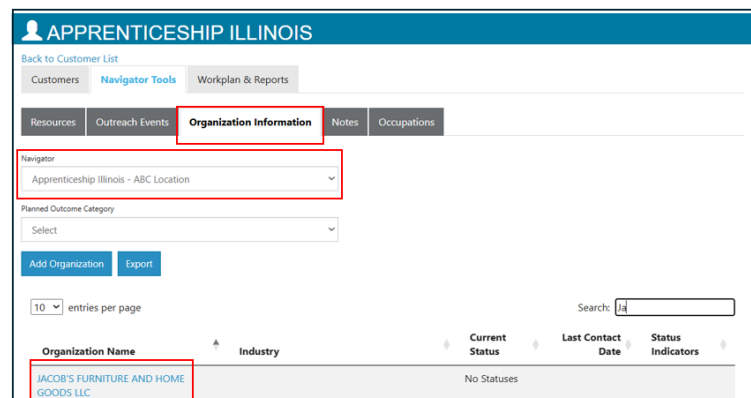 APPRENTICESHIP ILLINOIS
Back to Customer List
Customers Navigator Tools Workplan & Reports
Resources Outreach Events Organization Information Notes Occupations
Navigator
Apprenticeship Illinois - ABC Location
Planned Outcome Category
Select
Add Organization Export
10 entries per page Search: Ja
Organization Name Industry Current Status Last Contact Date Status Indicators
JACOB'S FURNITURE AND HOME No Statuses
GOODS LLC